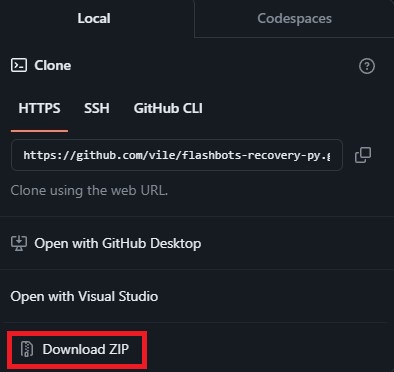 Local
Codespaces
Clone
HTTPS SSH GitHub CLI
https://github.com/vile/flashbots-recovery-py.g
Clone using the web URL.
Open with GitHub Desktop
Open with Visual Studio
Download ZIP